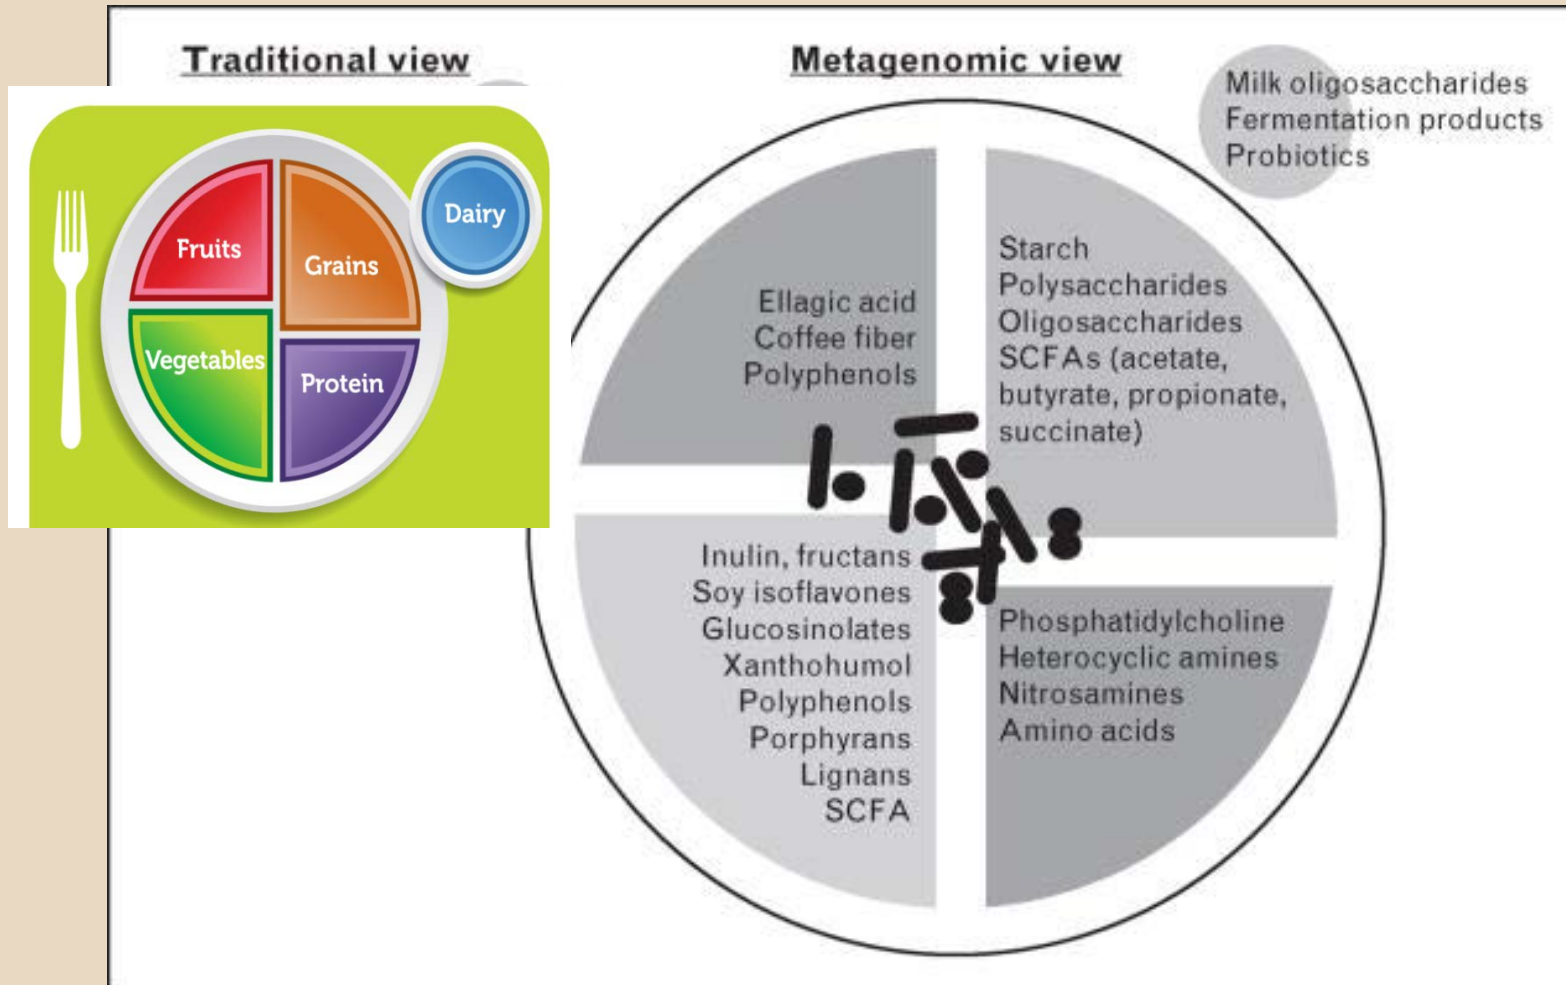 Traditional view
Fruits
Grains
Dairy
Vegetables
Protein
Metagenomic view
Milk oligosaccharides
Fermentation products
Probiotics
Ellagic acid
Coffee fiber
Polyphenols
Starch
Polysaccharides
Oligosaccharides
SCFAs (acetate,
butyrate, propionate,
succinate)
Inulin, fructans
Soy isoflavones
Glucosinolates
Xanthohumol
Polyphenols
Porphyrans
Lignans
SCFA
Phosphatidylcholine
Heterocyclic amines
Nitrosamines
Amino acids